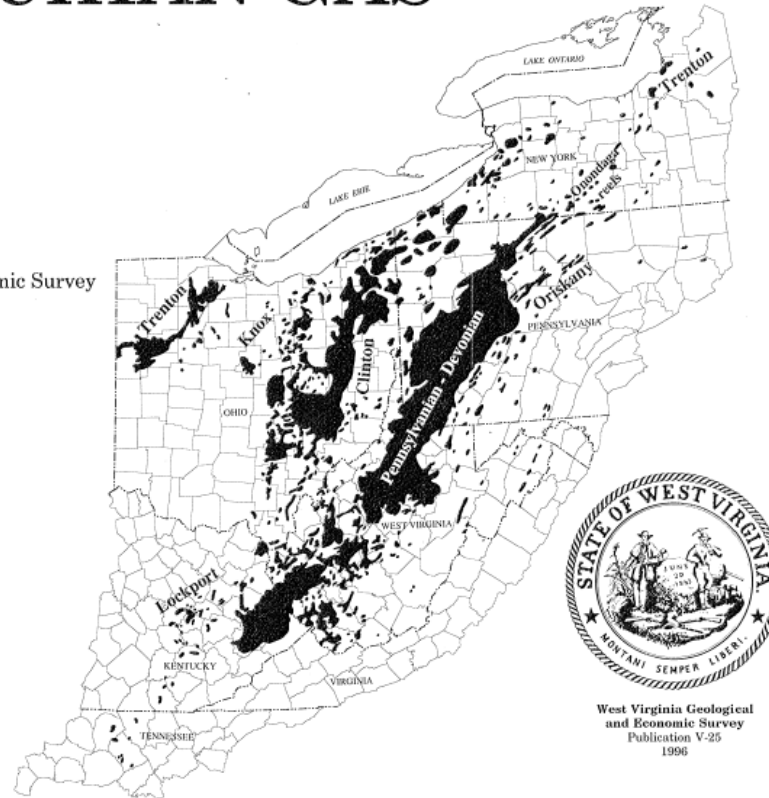 LAKE ONTARIO
Trenton
NEW YORK
Onondaga
reefs
LAKE ERIE
nic Survey
Trenton
Knox
Oriskany
PENNSYLVANIA
Clinton
Pennsylvanian - Devonian
OHIO
WEST VIRGINIA
Lockport
KENTUCKY
VIRGINIA
TENNESSEE
STATE OF WEST VIRGINIA
JUNE
20
1863
MONTANI SEMPER LIBERI.
West Virginia Geological
and Economic Survey
Publication V-25
1996